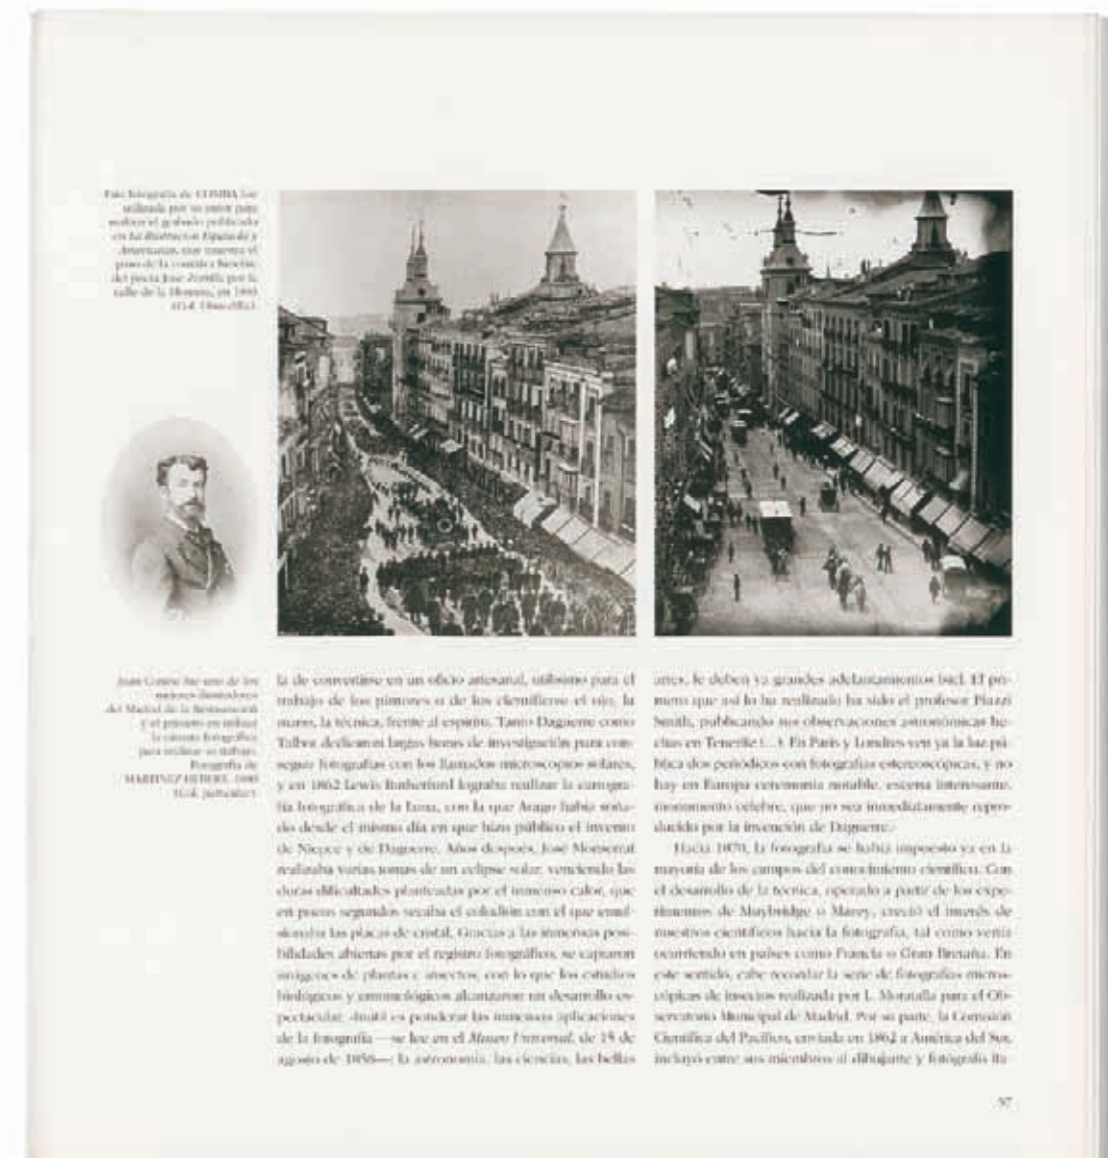 Esta fotografía de COMBA fue
utilizada por su autor para
realizar el grabado publicado
en La Ilustración Española y
Americana, que muestra el
paso de la comitiva fúnebre
del poeta José Zorrilla por la
calle de la Montera, en 1893
Juan Comba fue uno de los
mejores ilustradores
del Madrid de la Restauración
y el primero en utilizar
la cámara fotográfica
para realizar su trabajo.
Fotografía de
MARTÍNEZ HEBERT,
(Col. particular).
la de convertirse en un oficio artesanal, utilísimo para el
trabajo de los pintores o de los científicos: el ojo, la
mano, la técnica, frente al espíritu. Tanto Daguerre como
Talbot dedicaron largas horas de investigación para con-
seguir fotografías con los llamados microscopios solares,
y en 1862 Lewis Rutherford lograba realizar la cartogra-
fía fotográfica de la Luna, con la que Arago había soña-
do desde el mismo día en que hizo público el invento
de Niepce y de Daguerre. Años después, José Monserrat
realizaba varias tomas de un eclipse solar, venciendo las
duras dificultades planteadas por el inmenso calor, que
en pocos segundos secaba el colodión con el que emul-
sionaba las placas de cristal. Gracias a las inmensas posi-
bilidades abiertas por el registro fotográfico, se captaron
imágenes de plantas e insectos, con lo que los estudios
biológicos y entomológicos alcanzaron un desarrollo es-
pectacular. «Inútil es ponderar las inmensas aplicaciones
de la fotografía —se lee en el Museo Universal, de 15 de
agosto de 1858—; la astronomía, las ciencias, las bellas
artes, le deben ya grandes adelantamientos [sic]. El pri-
mero que así lo ha realizado ha sido el profesor Piazzi
Smith, publicando sus observaciones astronómicas he-
chas en Tenerife (...). En París y Londres ven ya la luz pú-
blica dos periódicos con fotografías estereoscópicas, y no
hay en Europa ceremonia notable, escena interesante,
monumento célebre, que no sea inmediatamente repro-
ducido por la invención de Daguerre.»
Hacia 1870, la fotografía se había impuesto ya en la
mayoría de los campos del conocimiento científico. Con
el desarrollo de la técnica, operado a partir de los expe-
rimentos de Muybridge o Marey, creció el interés de
nuestros científicos hacia la fotografía, tal como venía
ocurriendo en países como Francia o Gran Bretaña. En
este sentido, cabe recordar la serie de fotografías micros-
cópicas de insectos realizada por L. Moratalla para el Ob-
servatorio Municipal de Madrid. Por su parte, la Comisión
Científica del Pacífico, enviada en 1862 a América del Sur,
incluyó entre sus miembros al dibujante y fotógrafo Ra-